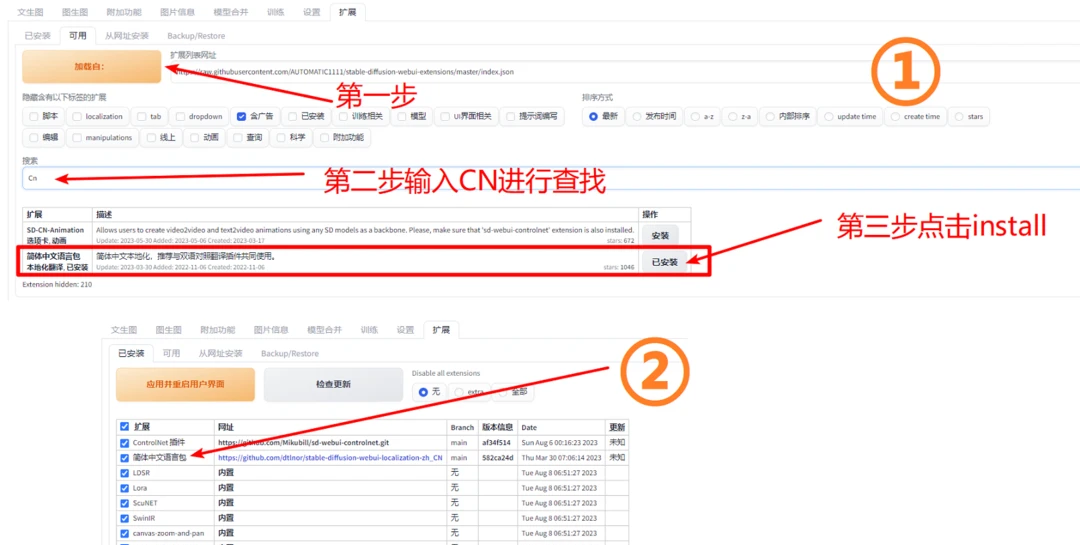 文生图 图生图 附加功能 图片信息 模型合并 训练 设置 扩展
已安装 可用 从网址安装 Backup/Restore
扩展列表网址
加载自:
https://raw.githubusercontent.com/AUTOMATIC1111/stable-diffusion-webui-extensions/master/index.json
①
第一步
隐藏含有以下标签的扩展 排序方式
脚本 localization tab dropdown 含广告 已安装 训练相关 模型 UI界面相关 提示词编写 最新 发布时间 a-z z-a 内部排序 update time create time stars
编辑 manipulations 线上 动画 查询 科学 附加功能
搜索
Cn
第二步输入CN进行查找
第三步点击install
扩展 描述 操作
SD-CN-Animation Allows users to create video2video and text2video animations using any SD models as a backbone. Please, make sure that 'sd-webui-controlnet' extension is also installed. 安装
选项卡, 动画 Update: 2023-05-30 Added: 2023-05-06 Created: 2023-03-17 stars: 672
简体中文语言包 简体中文本地化，推荐与双语对照翻译插件共同使用。 已安装
本地化翻译, 已安装 Update: 2023-03-30 Added: 2022-11-06 Created: 2022-11-06 stars: 1046
Extension hidden: 210
文生图 图生图 附加功能 图片信息 模型合并 训练 设置 扩展
已安装 可用 从网址安装 Backup/Restore
②
应用并重启用户界面 检查更新 Disable all extensions
无 extra 全部
扩展 网址 Branch 版本信息 Date 更新
ControlNet 插件 https://github.com/Mikubill/sd-webui-controlnet.git main af34f514 Sun Aug 6 00:16:23 2023 未知
简体中文语言包 https://github.com/dtlnor/stable-diffusion-webui-localization-zh_CN main 582ca24d Thu Mar 30 07:06:14 2023 未知
LDSR 内置 无 Tue Aug 8 06:51:27 2023
Lora 内置 无 Tue Aug 8 06:51:27 2023
ScuNET 内置 无 Tue Aug 8 06:51:27 2023
SwinIR 内置 无 Tue Aug 8 06:51:27 2023
canvas-zoom-and-pan 内置 无 Tue Aug 8 06:51:27 2023